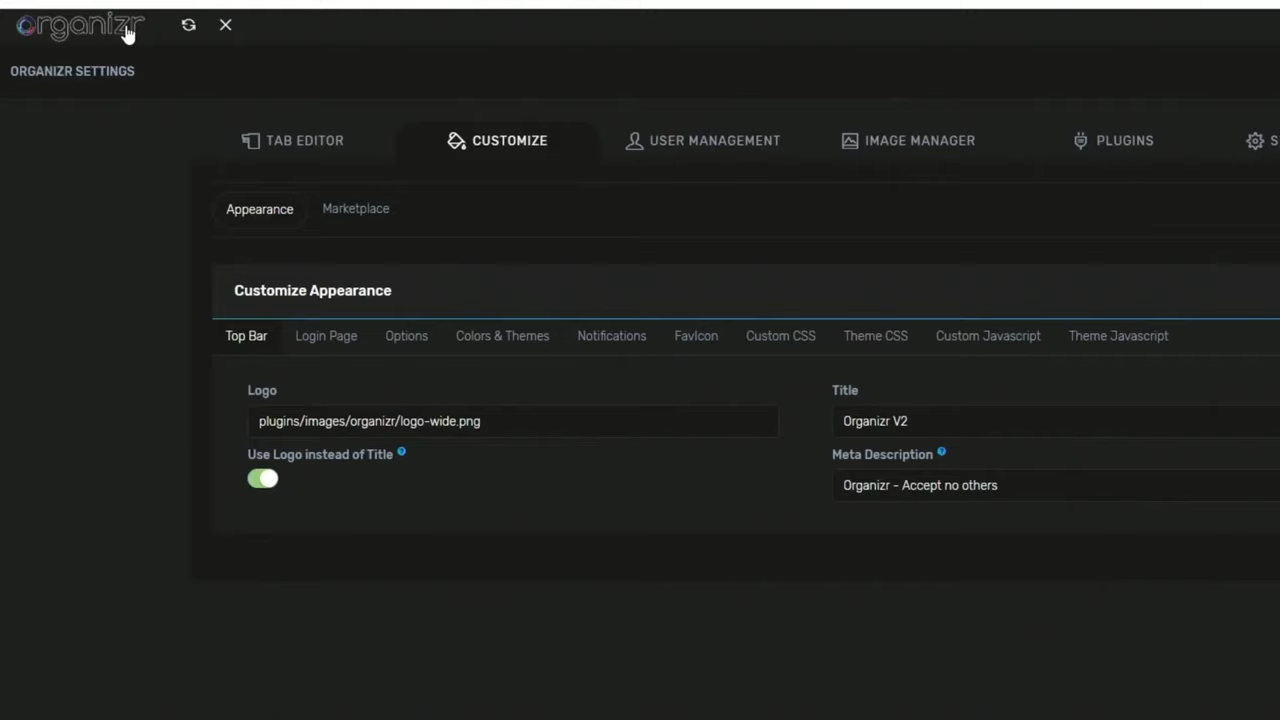 organizr
ORGANIZR SETTINGS
TAB EDITOR CUSTOMIZE USER MANAGEMENT IMAGE MANAGER PLUGINS S
Appearance Marketplace
Customize Appearance
Top Bar Login Page Options Colors & Themes Notifications FavIcon Custom CSS Theme CSS Custom Javascript Theme Javascript
Logo Title
plugins/images/organizr/logo-wide.png Organizr V2
Use Logo instead of Title ? Meta Description ?
Organizr - Accept no others